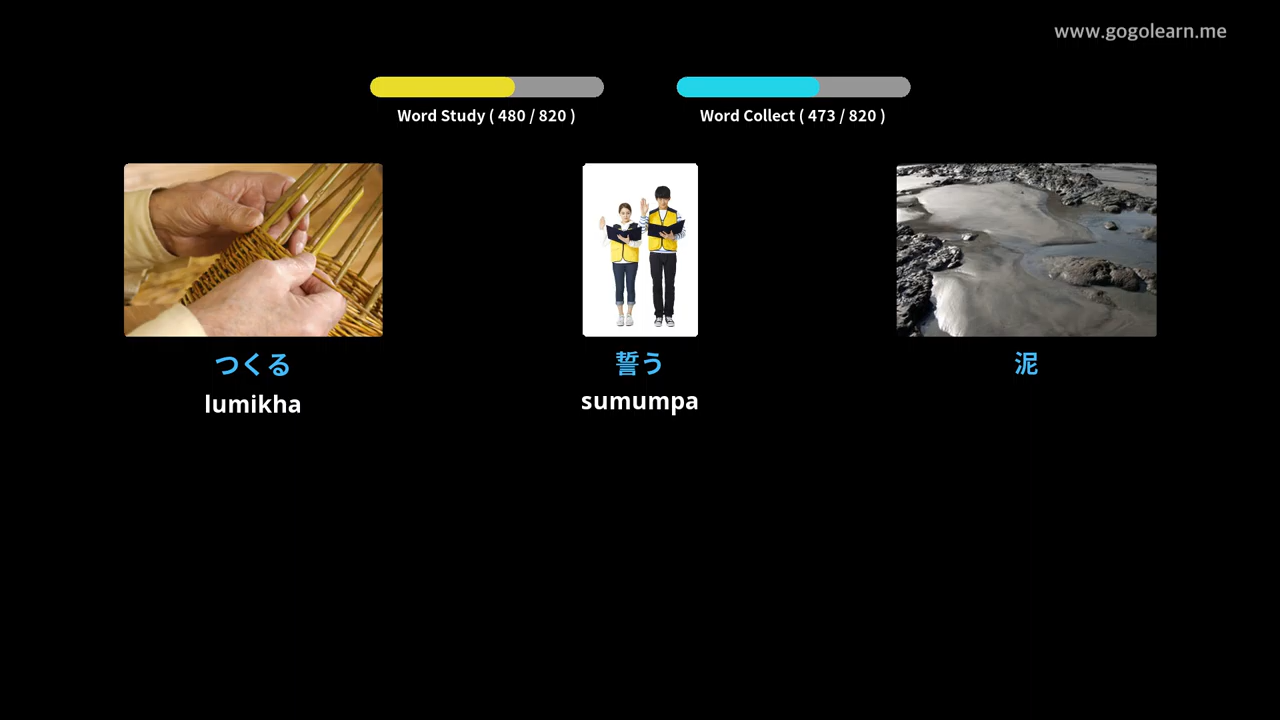 www.gogolearn.me
Word Study ( 480 / 820 )
Word Collect ( 473 / 820 )
つくる
誓う
泥
lumikha
sumumpa